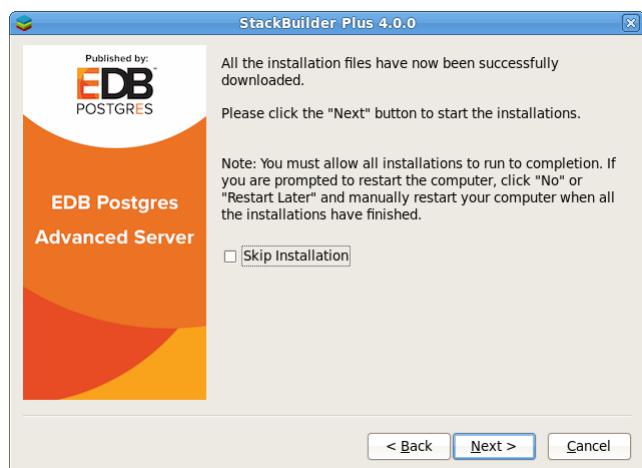 StackBuilder Plus 4.0.0
Published by:
EDB
POSTGRES
EDB Postgres
Advanced Server
All the installation files have now been successfully
downloaded.
Please click the "Next" button to start the installations.
Note: You must allow all installations to run to completion. If
you are prompted to restart the computer, click "No" or
"Restart Later" and manually restart your computer when all
the installations have finished.
Skip Installation
< Back
Next >
Cancel